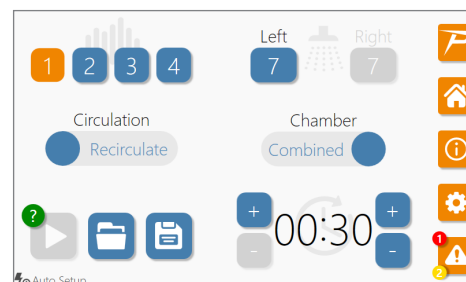 Left Right
1 2 3 4 7 7
Circulation Chamber
Recirculate Combined
?
+ 00:30 +
- -
1
2
Auto Setup